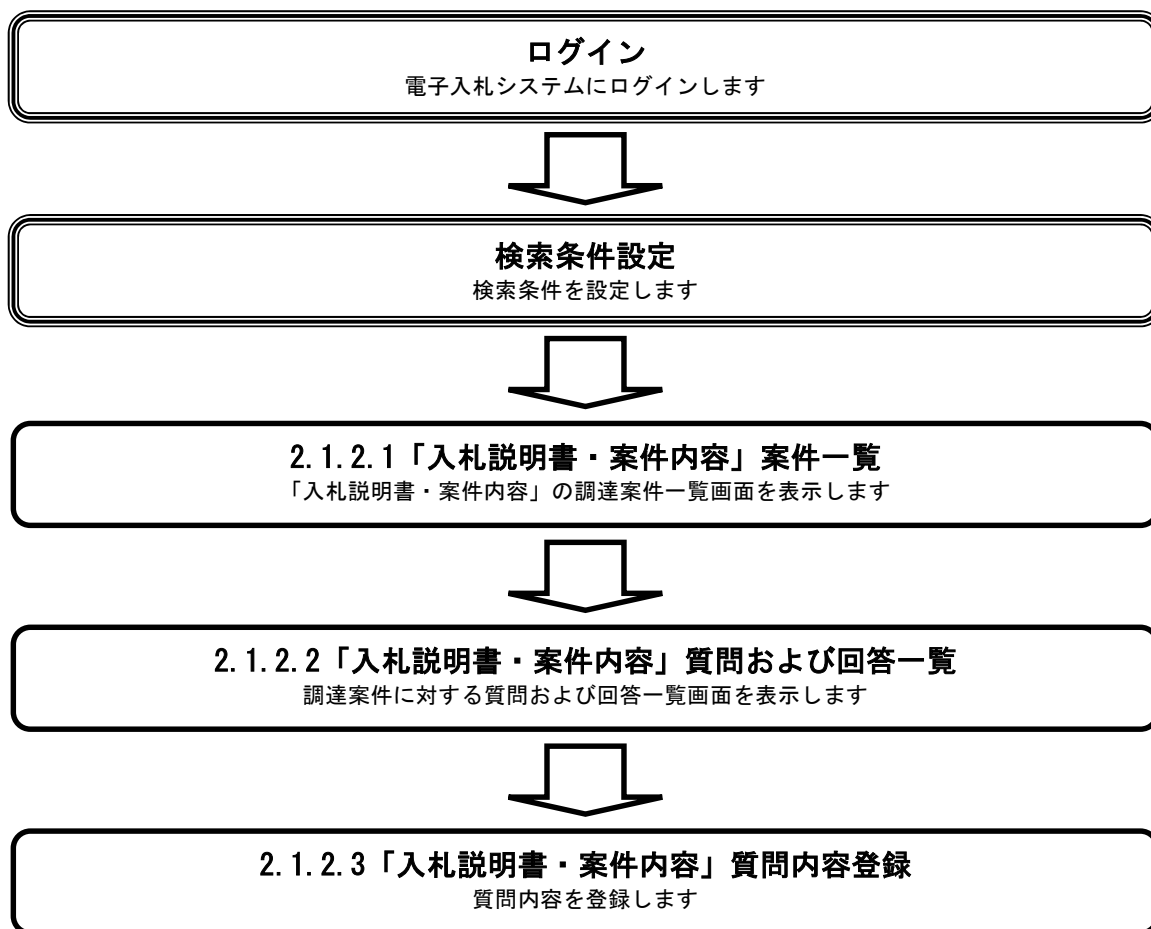 ログイン
電子入札システムにログインします
検索条件設定
検索条件を設定します
2.1.2.1「入札説明書・案件内容」案件一覧
「入札説明書・案件内容」の調達案件一覧画面を表示します
2.1.2.2「入札説明書・案件内容」質問および回答一覧
調達案件に対する質問および回答一覧画面を表示します
2.1.2.3「入札説明書・案件内容」質問内容登録
質問内容を登録します